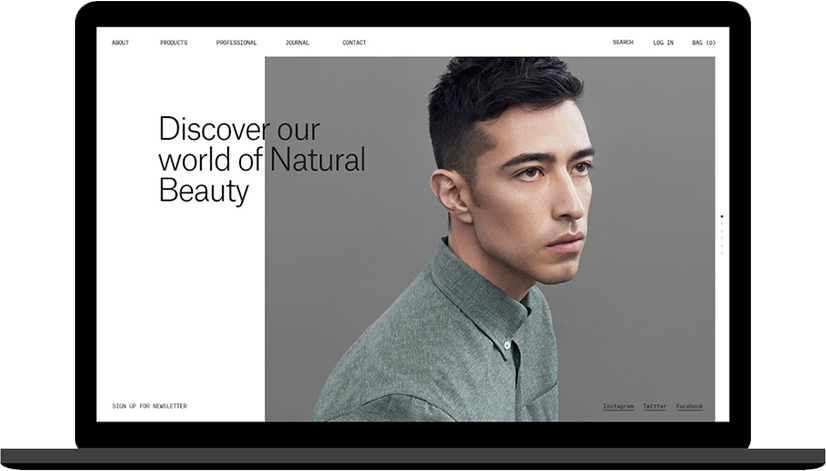 ABOUT PRODUCTS PROFESSIONAL JOURNAL CONTACT SEARCH LOG IN BAG (0)
Discover our
world of Natural
Beauty
SIGN UP FOR NEWSLETTER Instagram Twitter Facebook